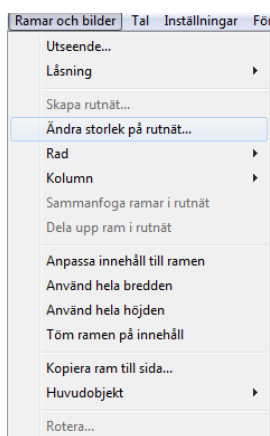 Ramar och bilder Tal Inställningar För
Utseende...
Låsning
Skapa rutnät...
Ändra storlek på rutnät...
Rad
Kolumn
Sammanfoga ramar i rutnät
Dela upp ram i rutnät
Anpassa innehåll till ramen
Använd hela bredden
Använd hela höjden
Töm ramen på innehåll
Kopiera ram till sida...
Huvudobjekt
Rotera...